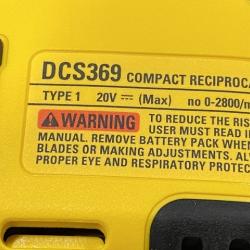 DCS369 COMPACT RECIPROCA
TYPE 1 20V ⎓ (Max) no 0-2800/m
⚠ WARNING TO REDUCE THE RIS
USER MUST READ I
MANUAL. REMOVE BATTERY PACK WHEN
BLADES OR MAKING ADJUSTMENTS. AL
PROPER EYE AND RESPIRATORY PROTEC